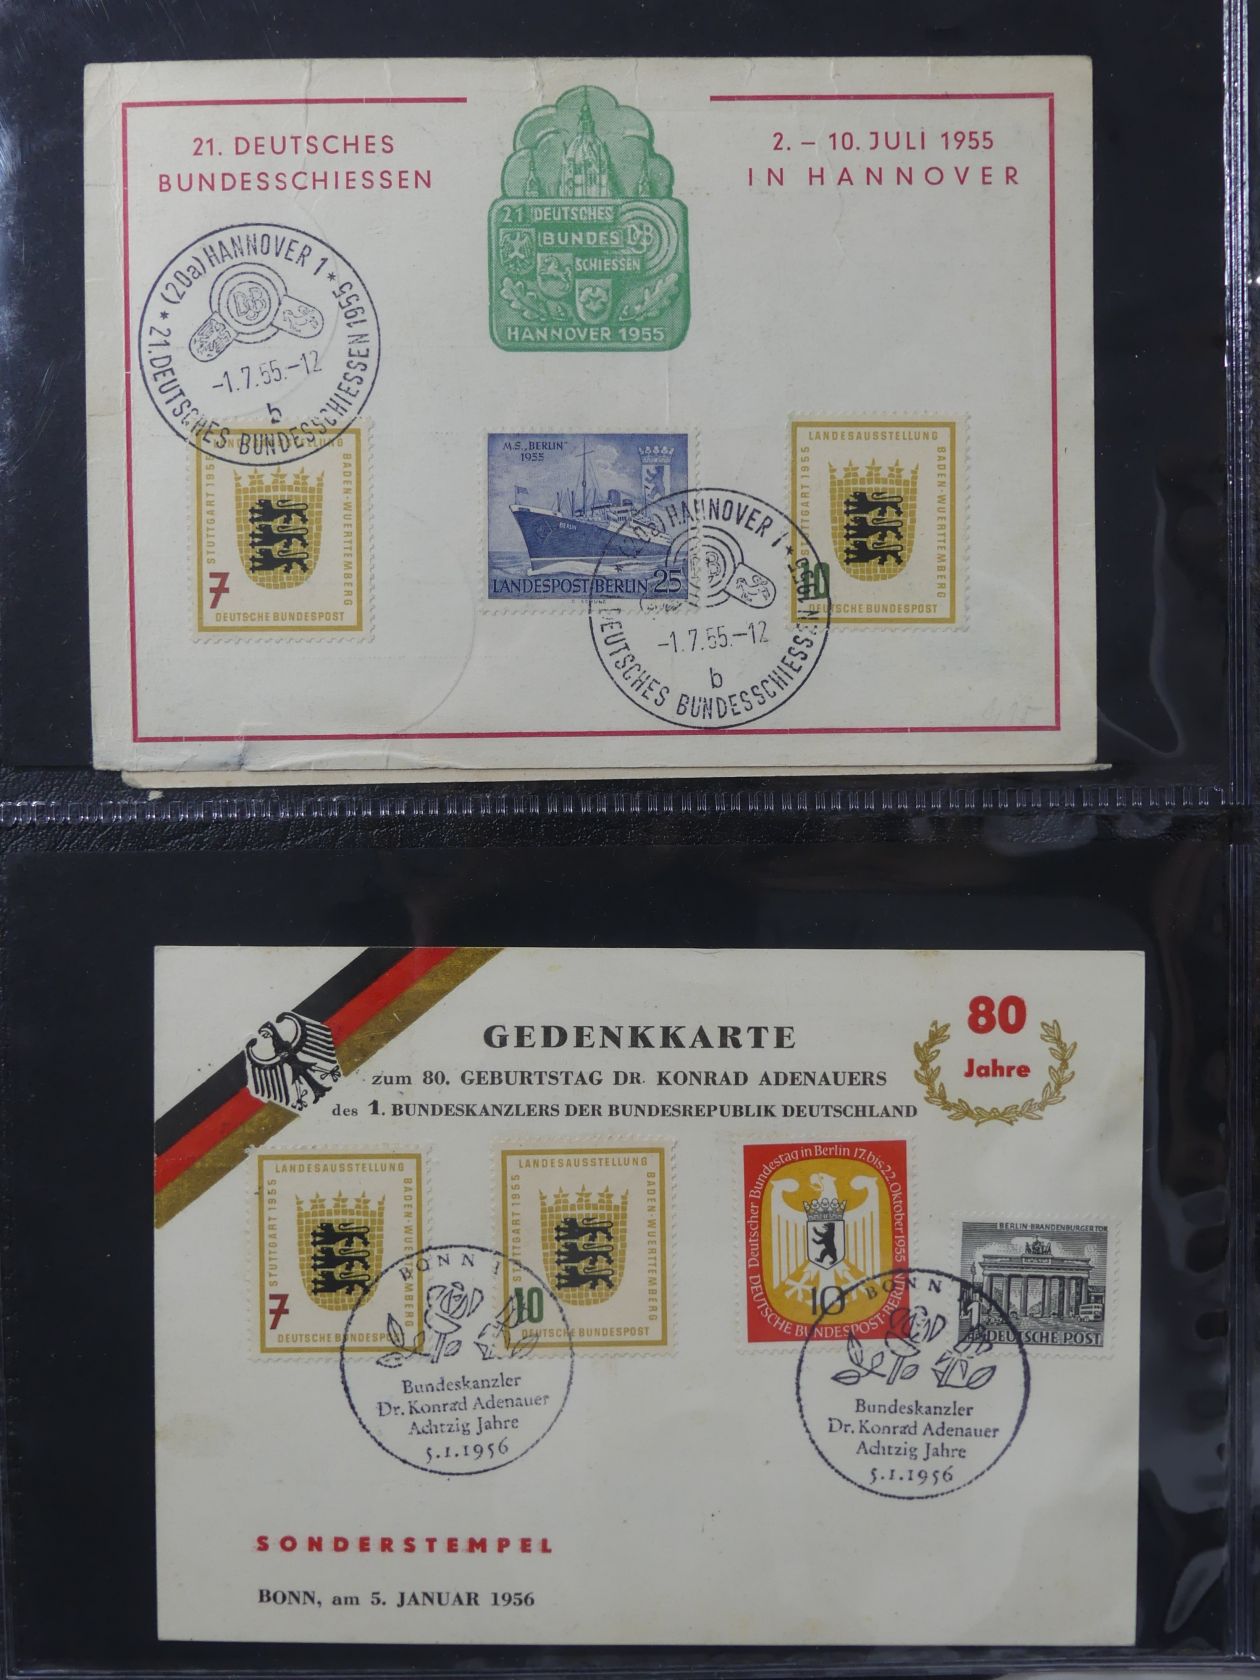 21. DEUTSCHES
BUNDESSCHIESSEN
2. – 10. JULI 1955
IN HANNOVER
21 DEUTSCHES
BUNDES DSB
SCHIESSEN
HANNOVER 1955
* (20a) HANNOVER 1 *
21. DEUTSCHES BUNDESSCHIESSEN 1955
DSB
-1.7.55.-12
b
STUTTGART 1955
BADEN-WUERTTEMBERG
7
DEUTSCHE BUNDESPOST
M.S. „BERLIN"
1955
BERLIN
LANDESPOST BERLIN 25
HANNOVER 1 *
DEUTSCHES BUNDESSCHIESSEN 1955
-1.7.55.-12
b
LANDESAUSSTELLUNG
STUTTGART 1955
BADEN-WUERTTEMBERG
10
DEUTSCHE BUNDESPOST
GEDENKKARTE
zum 80. GEBURTSTAG DR. KONRAD ADENAUERS
des 1. BUNDESKANZLERS DER BUNDESREPUBLIK DEUTSCHLAND
80
Jahre
LANDESAUSSTELLUNG
STUTTGART 1955
BADEN-WUERTTEMBERG
7
DEUTSCHE BUNDESPOST
LANDESAUSSTELLUNG
STUTTGART 1955
BADEN-WUERTTEMBERG
10
DEUTSCHE BUNDESPOST
Deutscher Bundestag in Berlin 17. bis 22. Oktober 1955
10
DEUTSCHE BUNDESPOST · BERLIN
BERLIN-BRANDENBURGER TOR
1
DEUTSCHE POST
BONN 1
Bundeskanzler
Dr. Konrad Adenauer
Achtzig Jahre
5.1.1956
BONN 1
Bundeskanzler
Dr. Konrad Adenauer
Achtzig Jahre
5.1.1956
SONDERSTEMPEL
BONN, am 5. JANUAR 1956